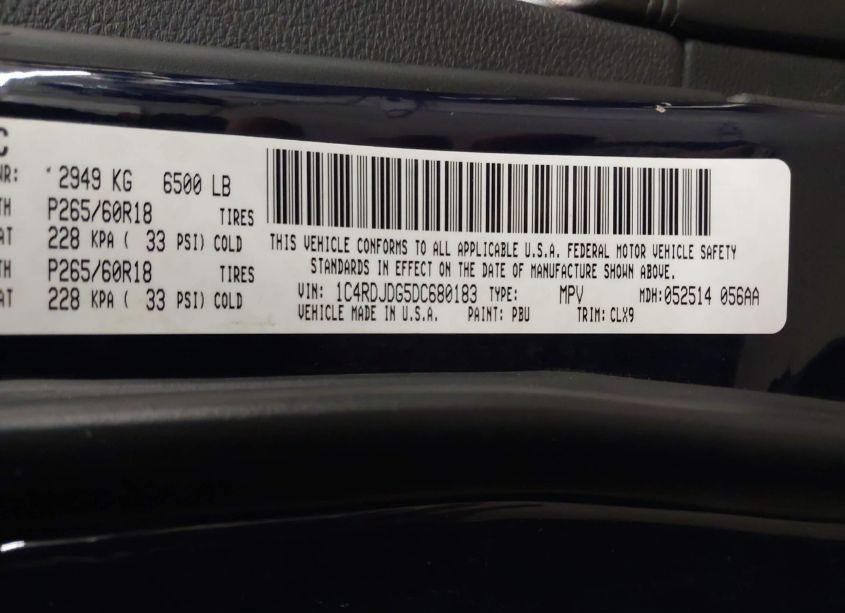 C
WR: 2949 KG 6500 LB
TH P265/60R18 TIRES
AT 228 KPA ( 33 PSI) COLD
TH P265/60R18 TIRES
AT 228 KPA ( 33 PSI) COLD
THIS VEHICLE CONFORMS TO ALL APPLICABLE U.S.A. FEDERAL MOTOR VEHICLE SAFETY
STANDARDS IN EFFECT ON THE DATE OF MANUFACTURE SHOWN ABOVE.
VIN: 1C4RDJDG5DC680183 TYPE: MPV MDH:052514 056AA
VEHICLE MADE IN U.S.A. PAINT: PBU TRIM: CLX9